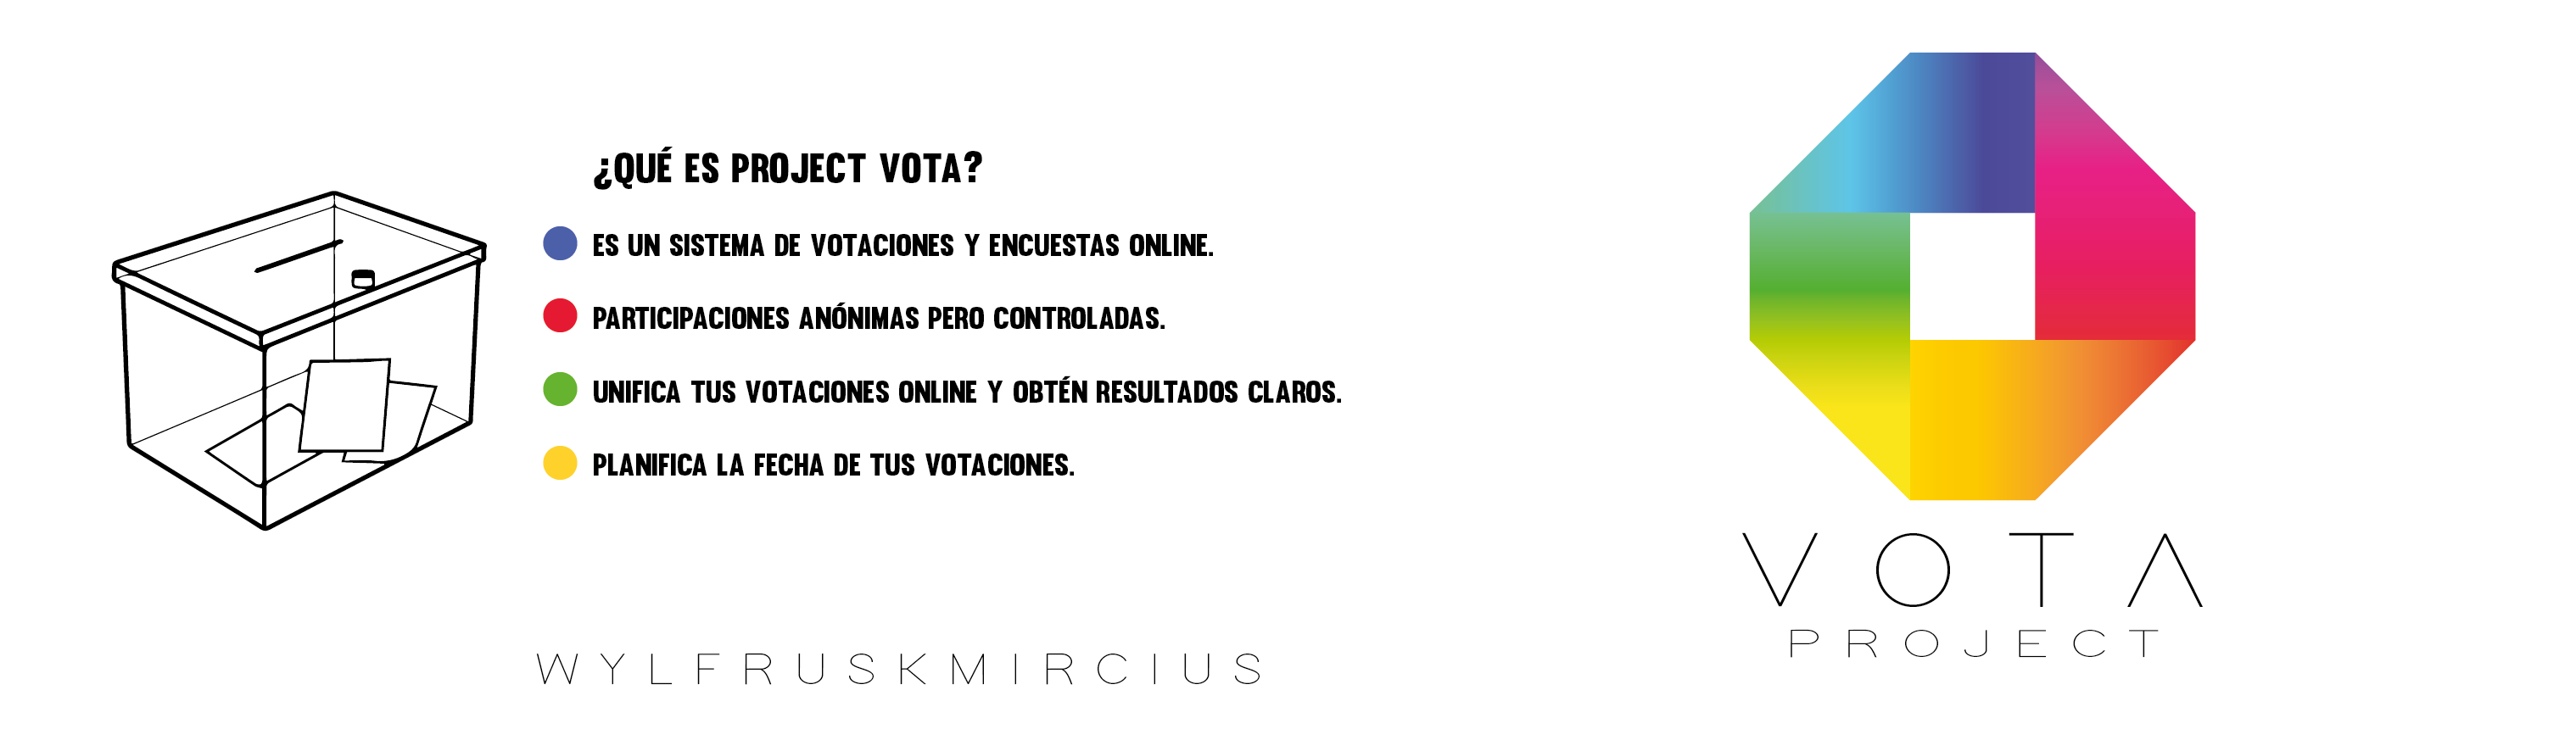 ¿QUÉ ES PROJECT VOTA?
ES UN SISTEMA DE VOTACIONES Y ENCUESTAS ONLINE.
PARTICIPACIONES ANÓNIMAS PERO CONTROLADAS.
UNIFICA TUS VOTACIONES ONLINE Y OBTÉN RESULTADOS CLAROS.
PLANIFICA LA FECHA DE TUS VOTACIONES.
WYLFRUSKMIRCIUS
VOTA
PROJECT